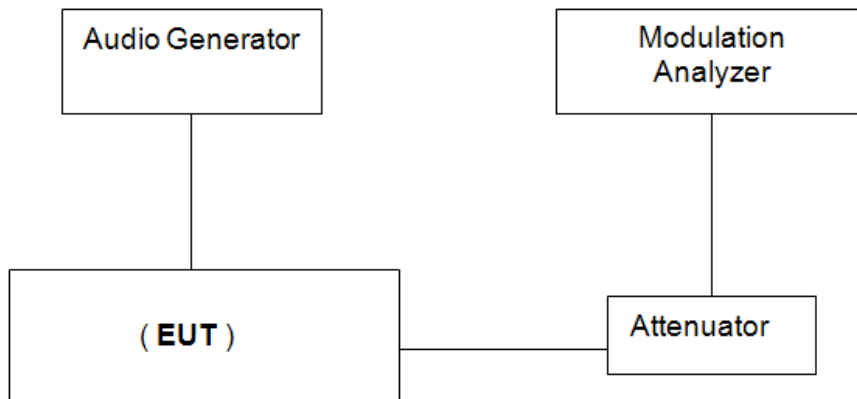 Audio Generator
Modulation
Analyzer
( EUT )
Attenuator